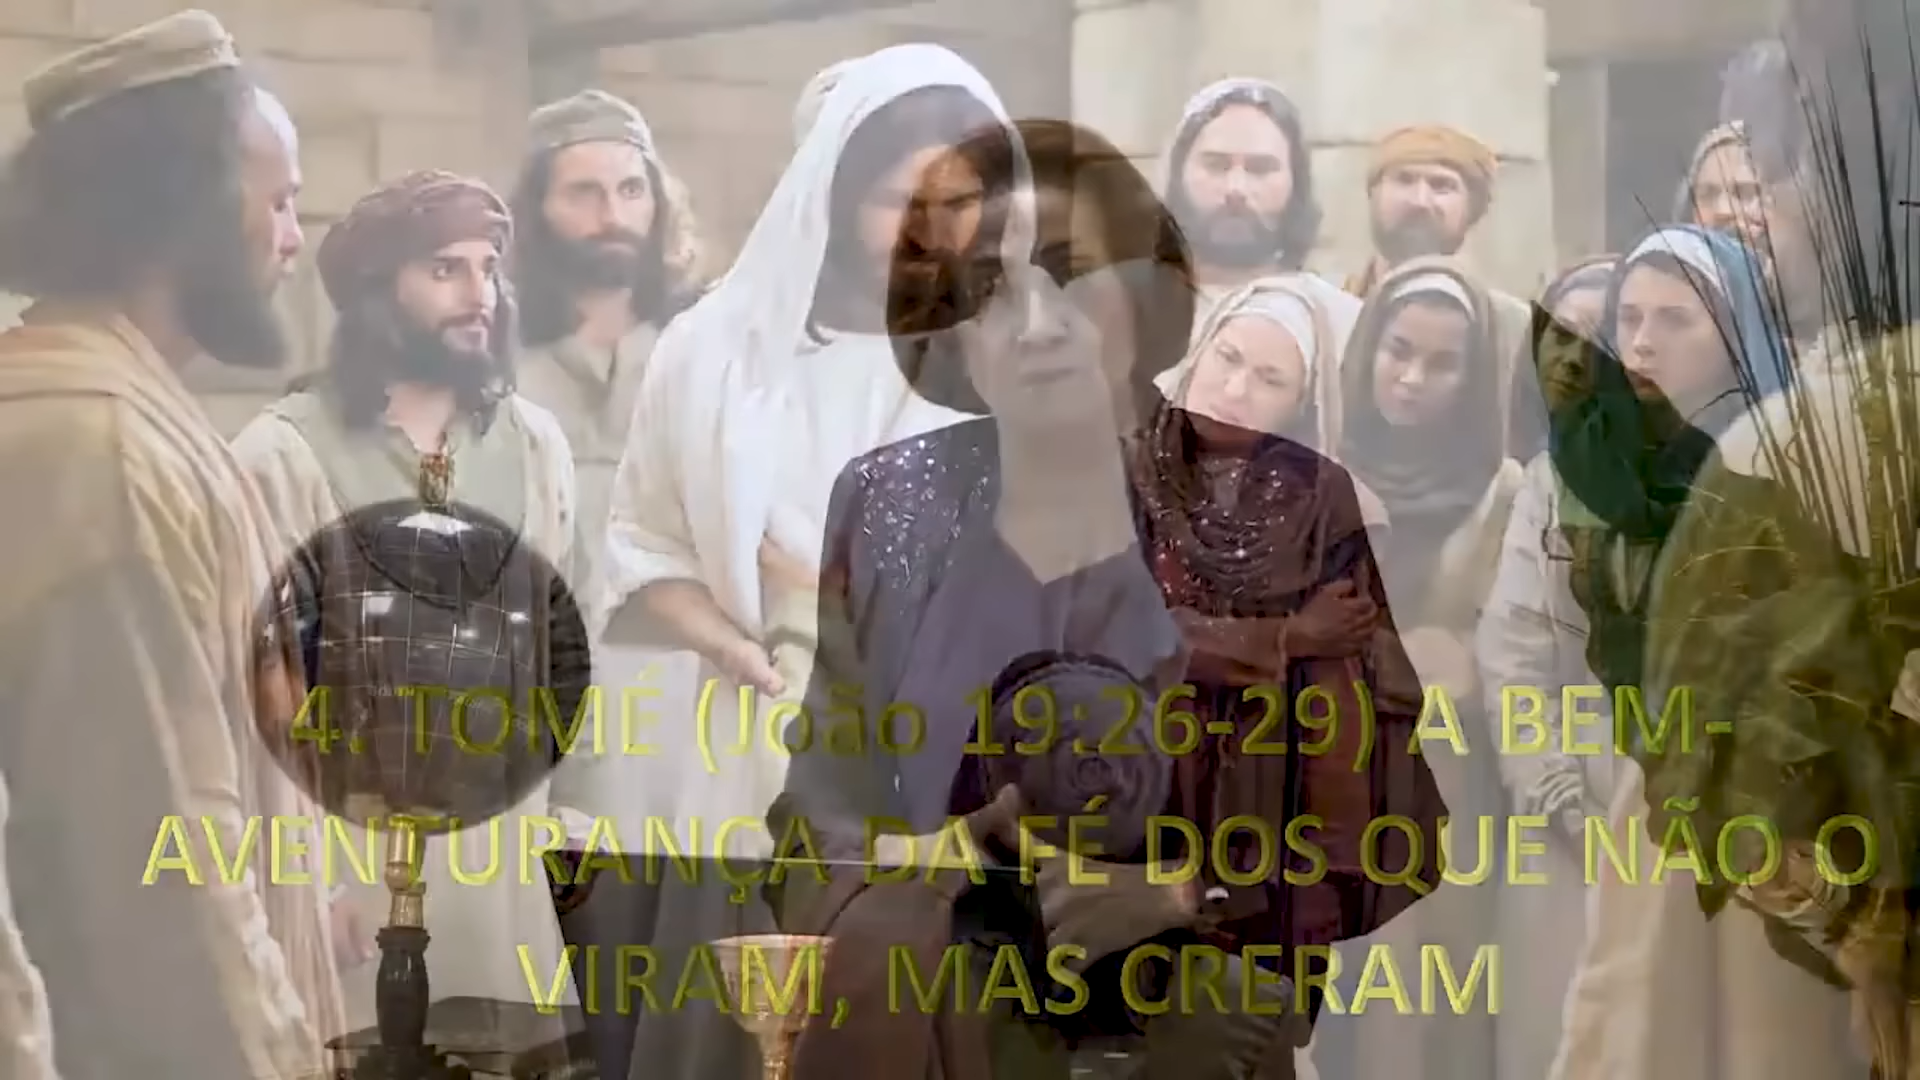 4. TOMÉ (João 19:26-29) A BEM-
AVENTURANÇA DA FÉ DOS QUE NÃO O
VIRAM, MAS CRERAM